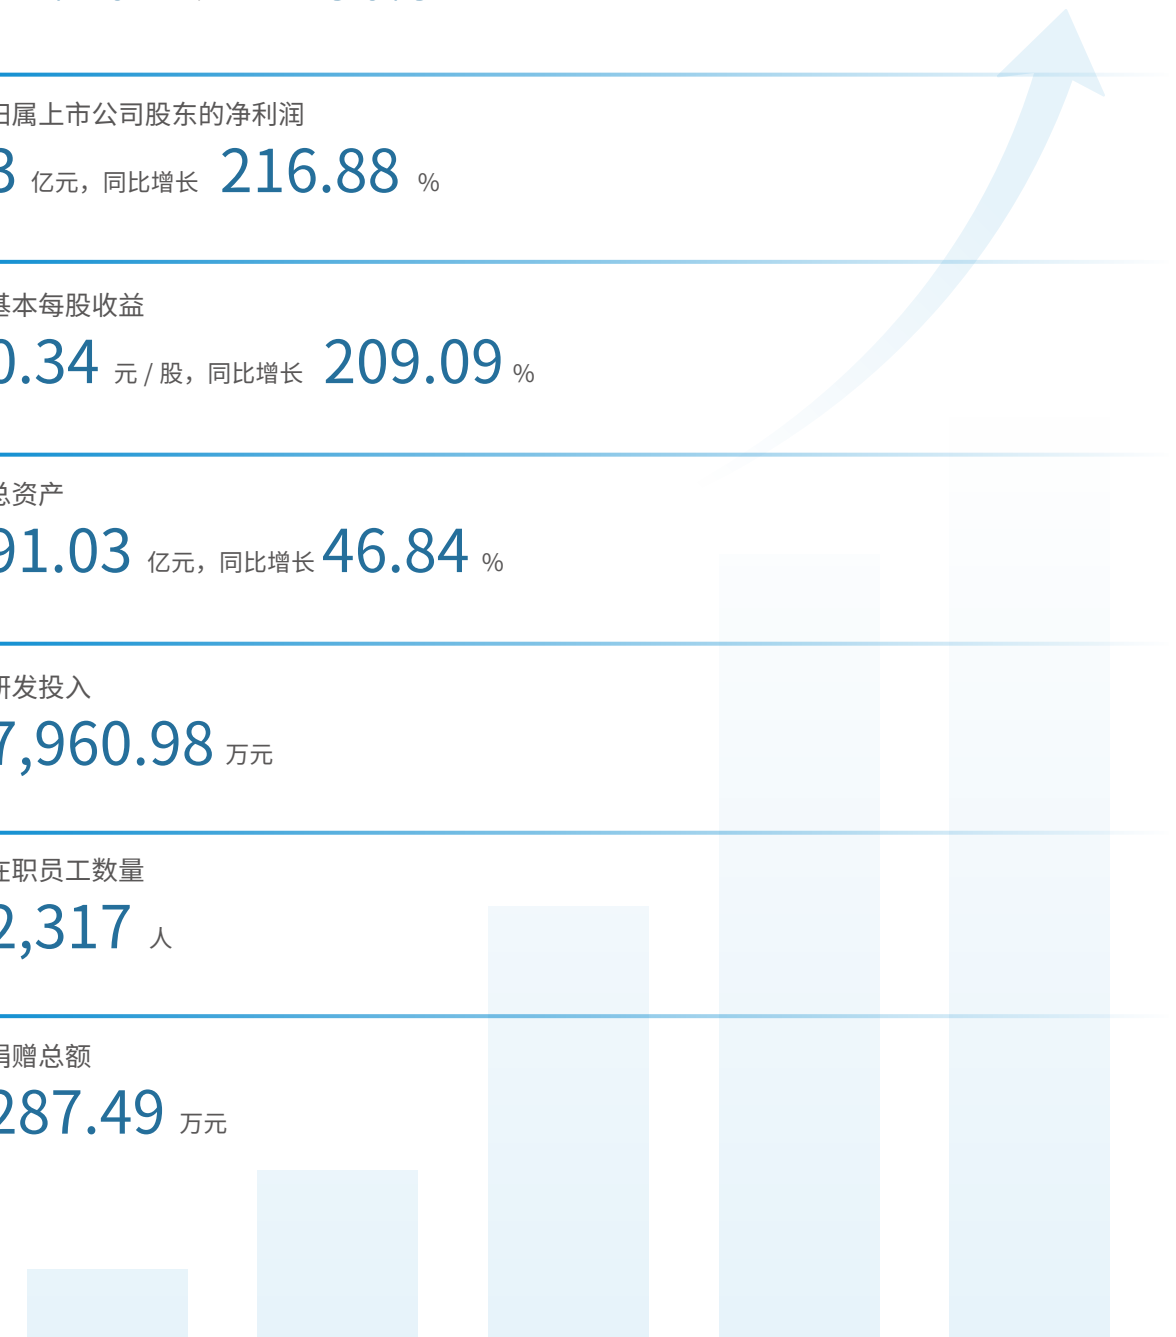 归属上市公司股东的净利润
3 亿元，同比增长 216.88 %
基本每股收益
0.34 元 / 股，同比增长 209.09 %
总资产
91.03 亿元，同比增长 46.84 %
研发投入
7,960.98 万元
在职员工数量
2,317 人
捐赠总额
287.49 万元